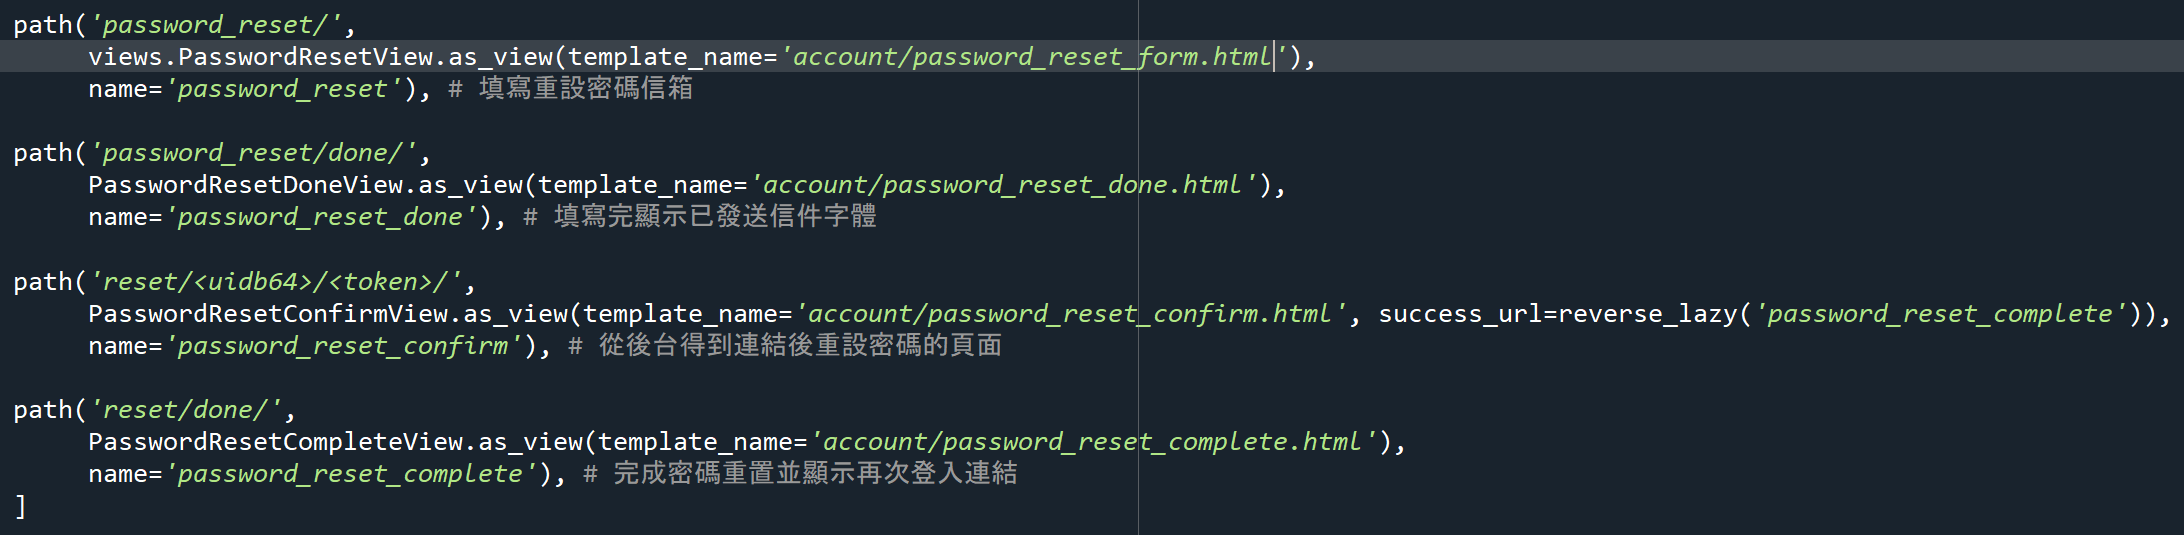 path('password_reset/',
views.PasswordResetView.as_view(template_name='account/password_reset_form.html'),
name='password_reset'), # 填寫重設密碼信箱
path('password_reset/done/',
PasswordResetDoneView.as_view(template_name='account/password_reset_done.html'),
name='password_reset_done'), # 填寫完顯示已發送信件字體
path('reset/<uidb64>/<token>/',
PasswordResetConfirmView.as_view(template_name='account/password_reset_confirm.html', success_url=reverse_lazy('password_reset_complete')),
name='password_reset_confirm'), # 從後台得到連結後重設密碼的頁面
path('reset/done/',
PasswordResetCompleteView.as_view(template_name='account/password_reset_complete.html'),
name='password_reset_complete'), # 完成密碼重置並顯示再次登入連結
]